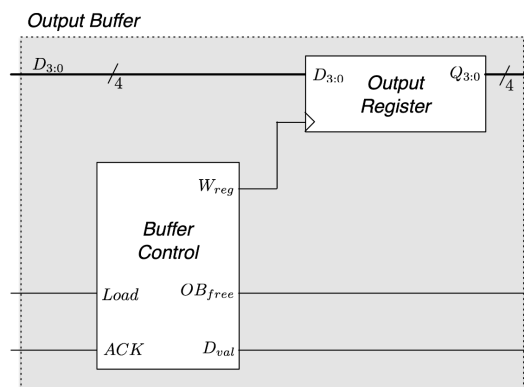 Output Buffer
D3:0
4
D3:0
Output
Register
Q3:0
4
Wreg
Buffer
Control
Load
OBfree
ACK
Dval